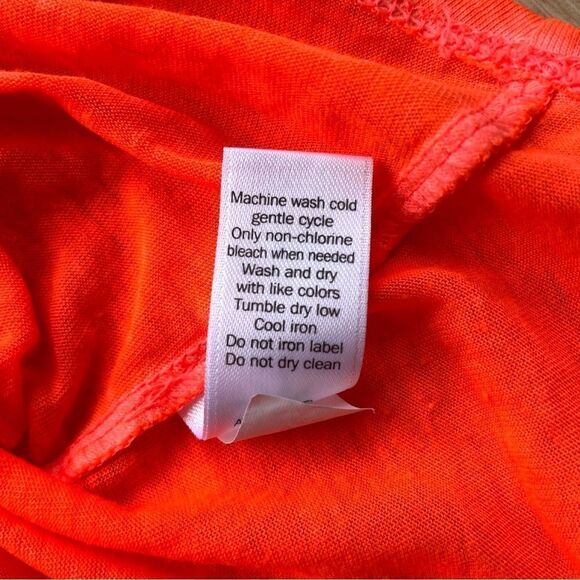 Machine wash cold
gentle cycle
Only non-chlorine
bleach when needed
Wash and dry
with like colors
Tumble dry low
Cool iron
Do not iron label
Do not dry clean